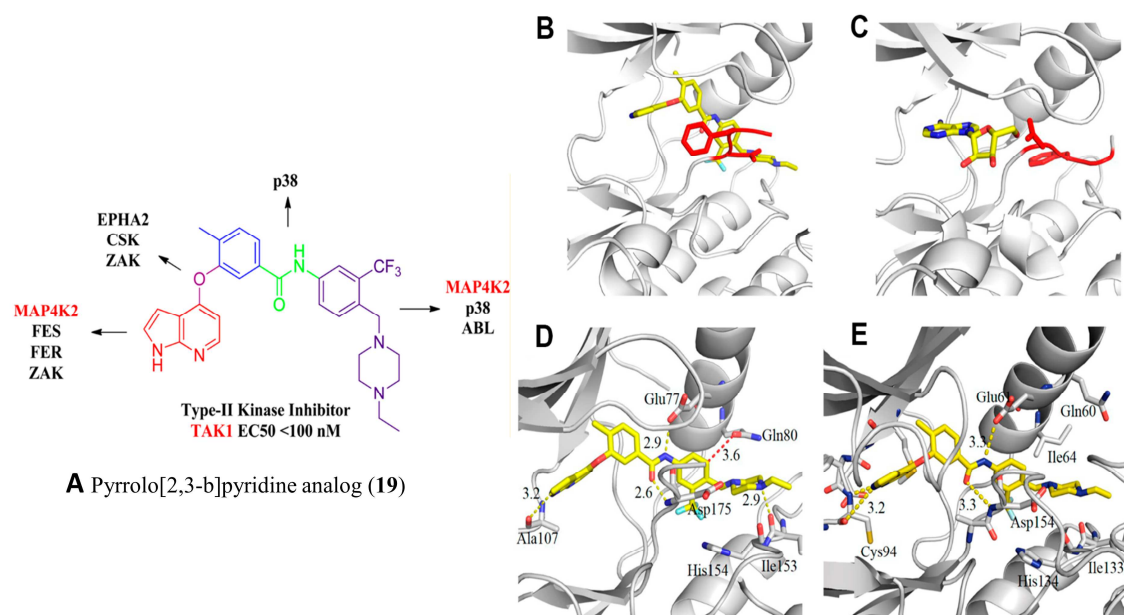 p38
EPHA2
CSK
ZAK
MAP4K2
FES
FER
ZAK
O
H
N
O
CF3
MAP4K2
p38
ABL
N
H
N
N
N
Type-II Kinase Inhibitor
TAK1 EC50 <100 nM
A Pyrrolo[2,3-b]pyridine analog (19)
B
C
D
Glu77
2.9
Gln80
3.6
3.2
2.6
Asp175
2.9
Ala107
His154
Ile153
E
Glu6
Gln60
3.3
Ile64
3.2
3.3
Asp154
Cys94
His134
Ile133